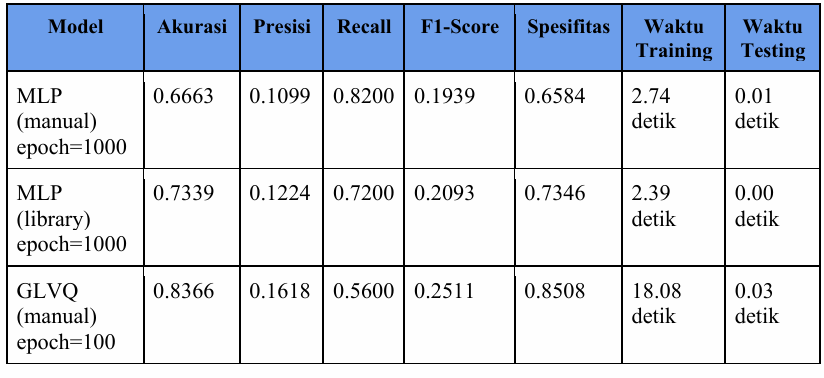 Model Akurasi Presisi Recall F1-Score Spesifitas Waktu Waktu
Training Testing
MLP 0.6663 0.1099 0.8200 0.1939 0.6584 2.74 0.01
(manual) detik detik
epoch=1000
MLP 0.7339 0.1224 0.7200 0.2093 0.7346 2.39 0.00
(library) detik detik
epoch=1000
GLVQ 0.8366 0.1618 0.5600 0.2511 0.8508 18.08 0.03
(manual) detik detik
epoch=100